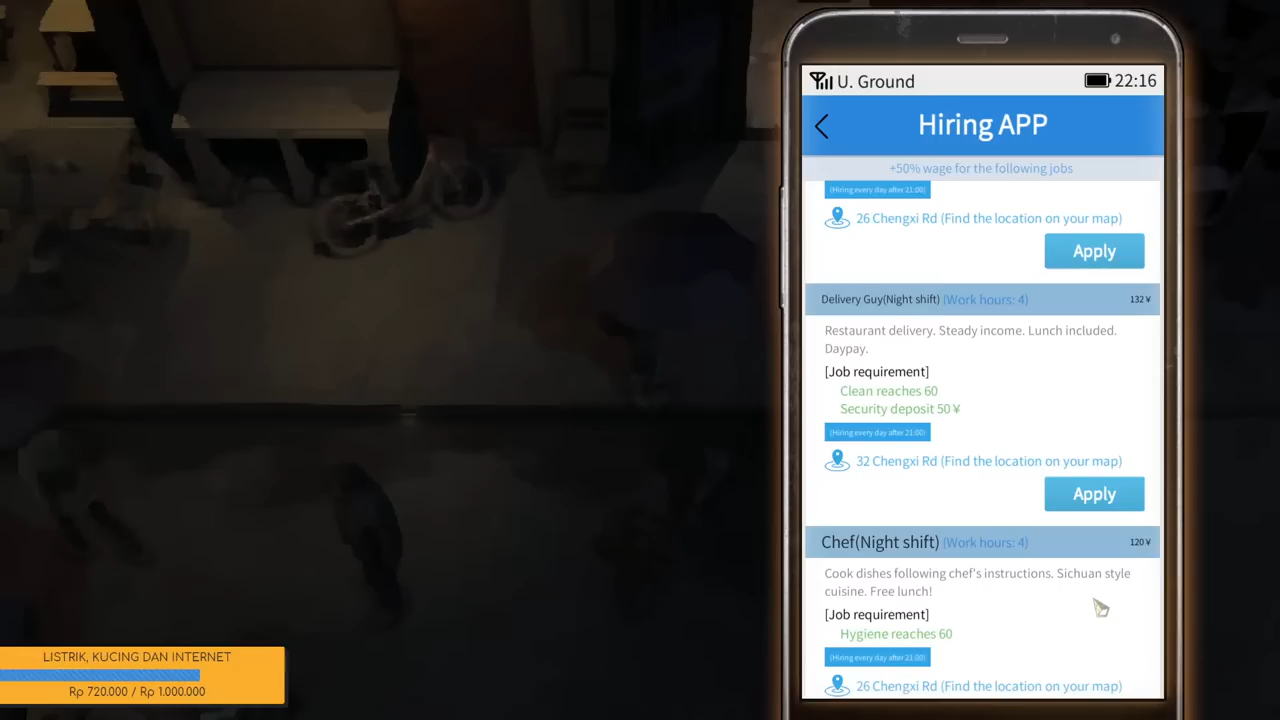 U. Ground
22:16
Hiring APP
+50% wage for the following jobs
(Hiring every day after 21:00)
26 Chengxi Rd (Find the location on your map)
Apply
Delivery Guy(Night shift) (Work hours: 4) 132 ¥
Restaurant delivery. Steady income. Lunch included.
Daypay.
[Job requirement]
Clean reaches 60
Security deposit 50 ¥
(Hiring every day after 21:00)
32 Chengxi Rd (Find the location on your map)
Apply
Chef(Night shift) (Work hours: 4) 120 ¥
Cook dishes following chef's instructions. Sichuan style
cuisine. Free lunch!
[Job requirement]
Hygiene reaches 60
(Hiring every day after 21:00)
26 Chengxi Rd (Find the location on your map)
LISTRIK, KUCING DAN INTERNET
Rp 720.000 / Rp 1.000.000